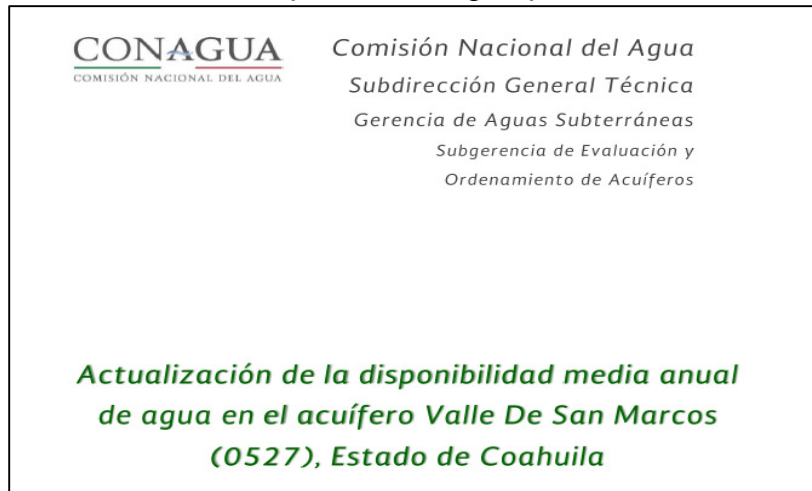 CONAGUA
COMISIÓN NACIONAL DEL AGUA
Comisión Nacional del Agua
Subdirección General Técnica
Gerencia de Aguas Subterráneas
Subgerencia de Evaluación y
Ordenamiento de Acuíferos
Actualización de la disponibilidad media anual
de agua en el acuífero Valle De San Marcos
(0527), Estado de Coahuila